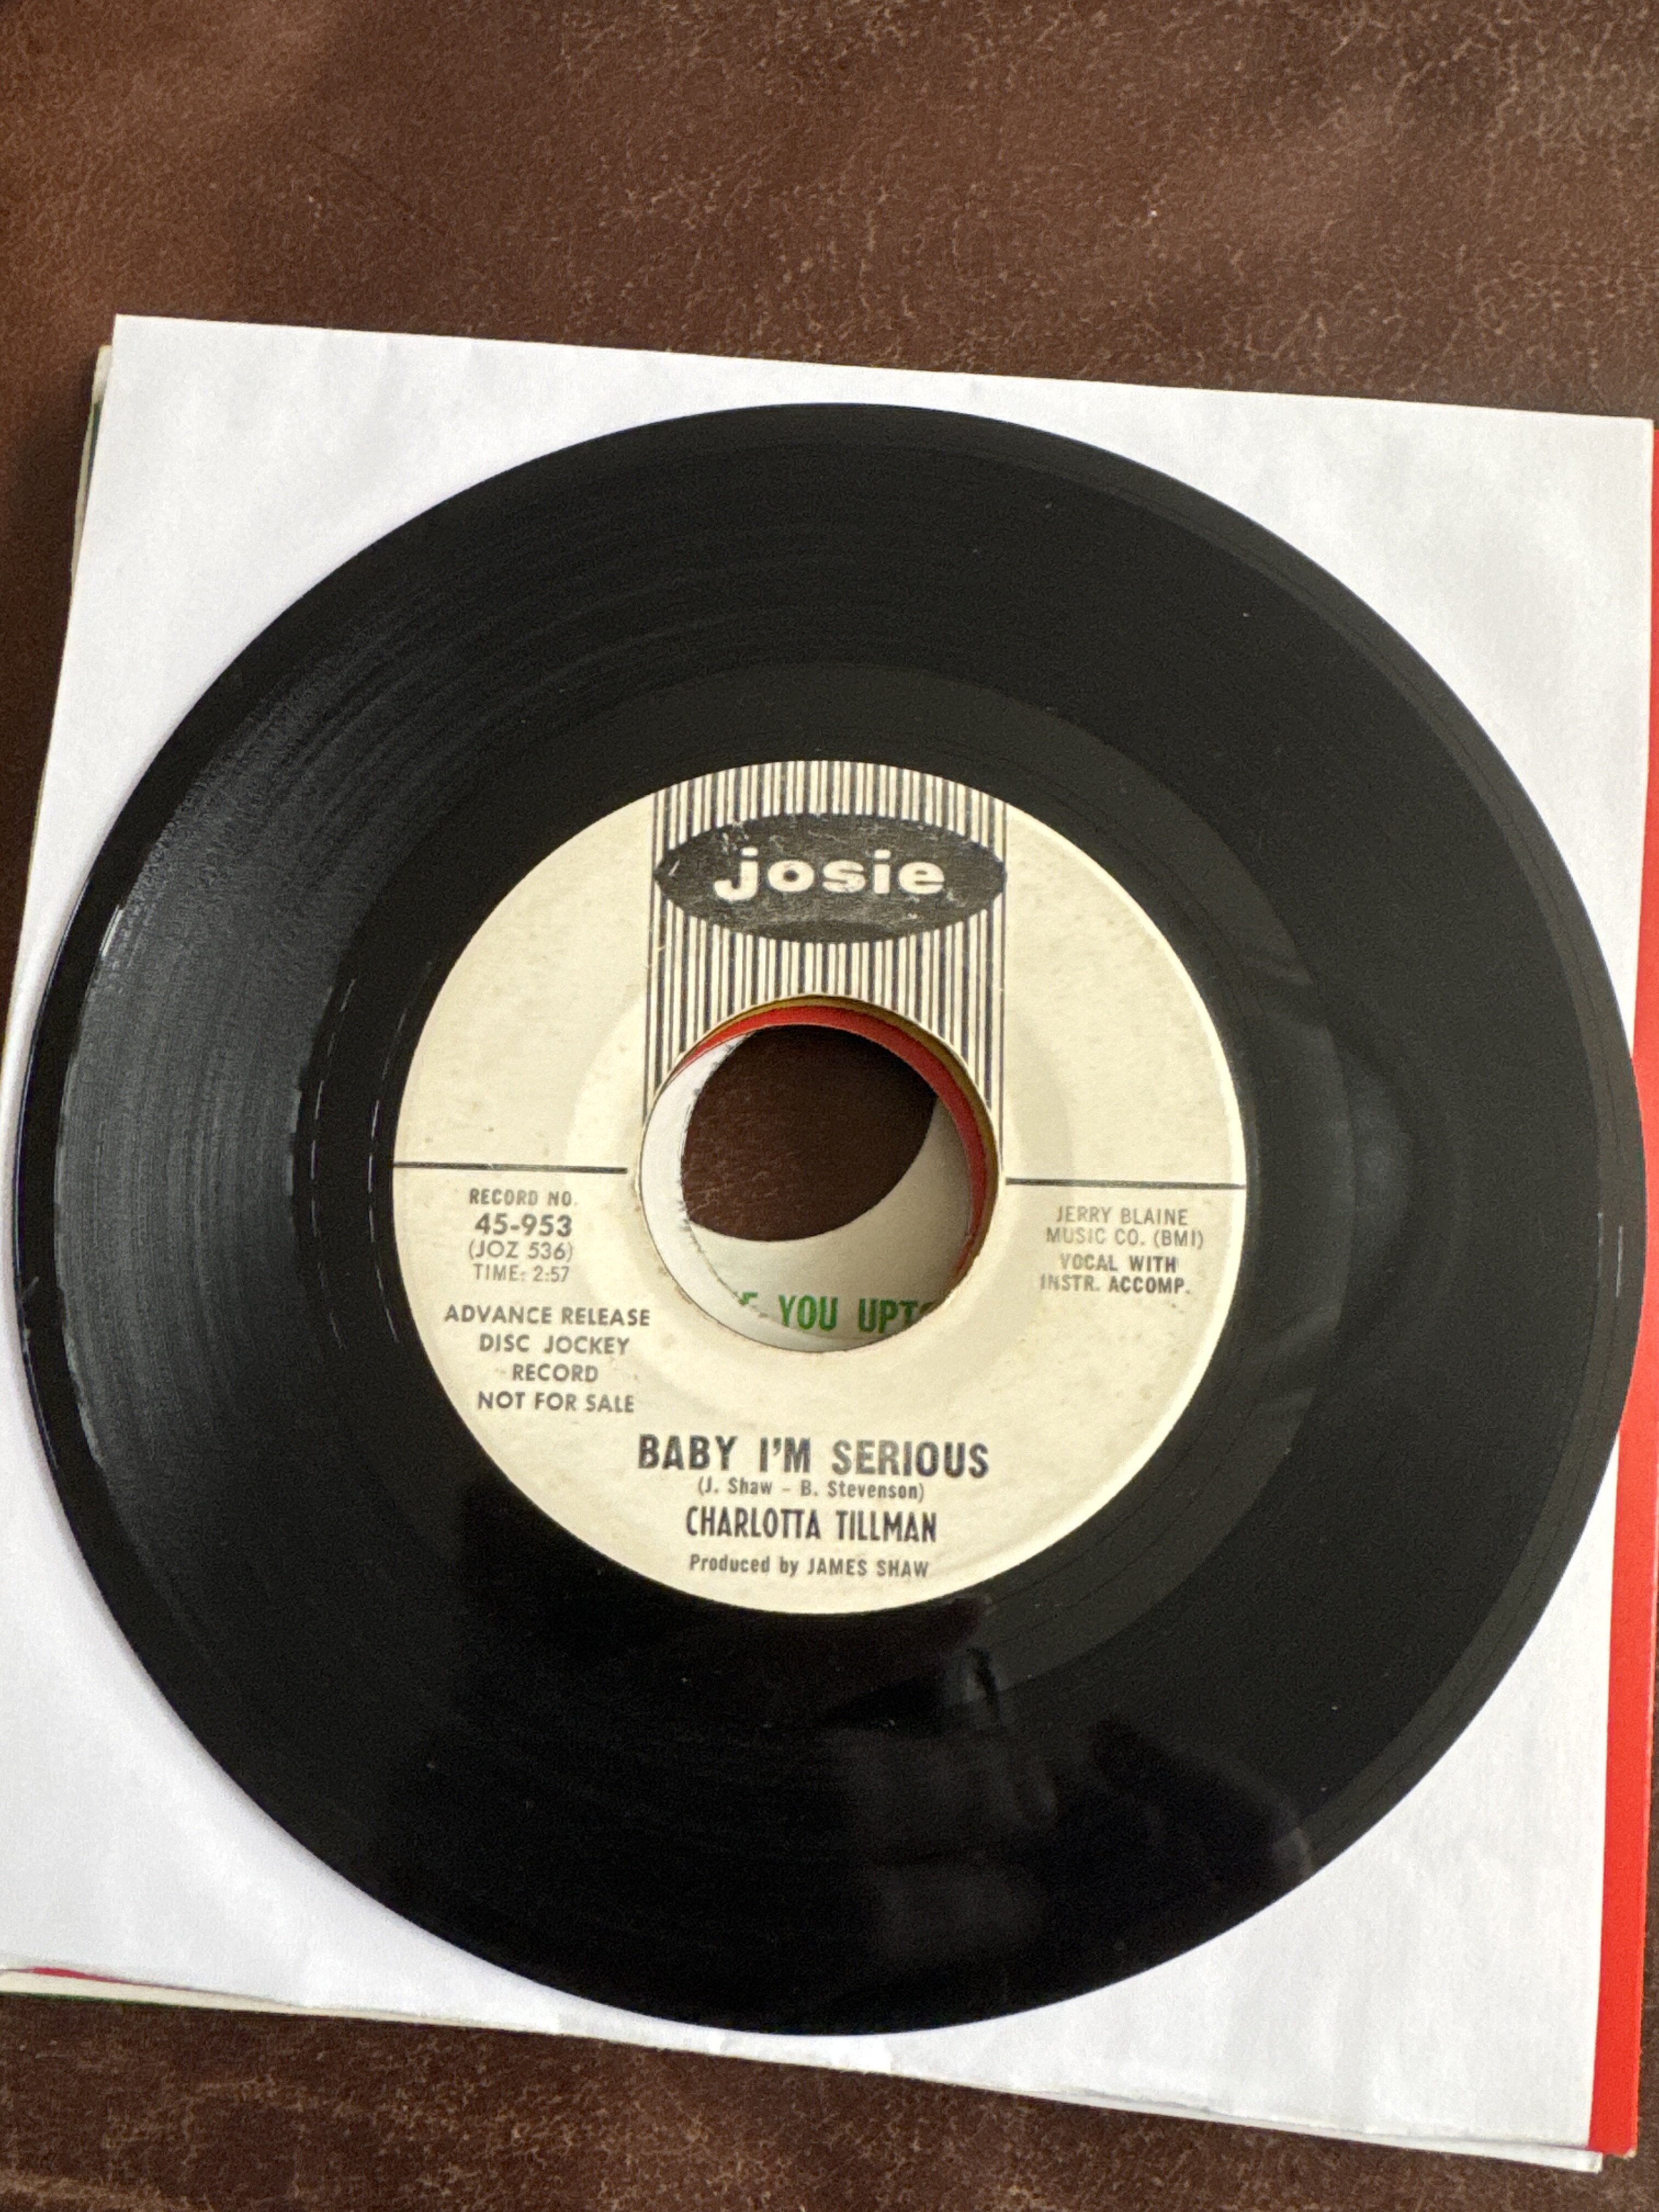 josie
RECORD NO.
45-953
(JOZ 536)
TIME: 2:57
ADVANCE RELEASE
DISC JOCKEY
RECORD
NOT FOR SALE
JERRY BLAINE
MUSIC CO. (BMI)
VOCAL WITH
INSTR. ACCOMP.
YOU
BABY I'M SERIOUS
(J. Shaw - B. Stevenson)
CHARLOTTA TILLMAN
Produced by JAMES SHAW